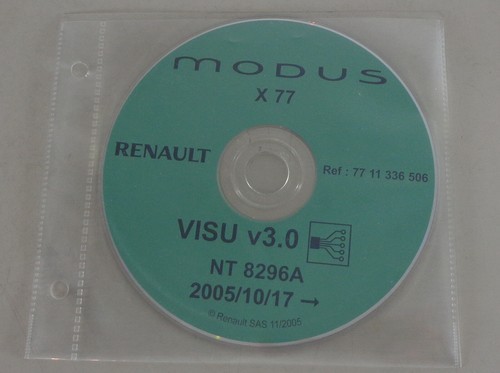 MODUS
X 77
RENAULT
Ref : 77 11 336 506
VISU v3.0
NT 8296A
2005/10/17 →
© Renault SAS 11/2005